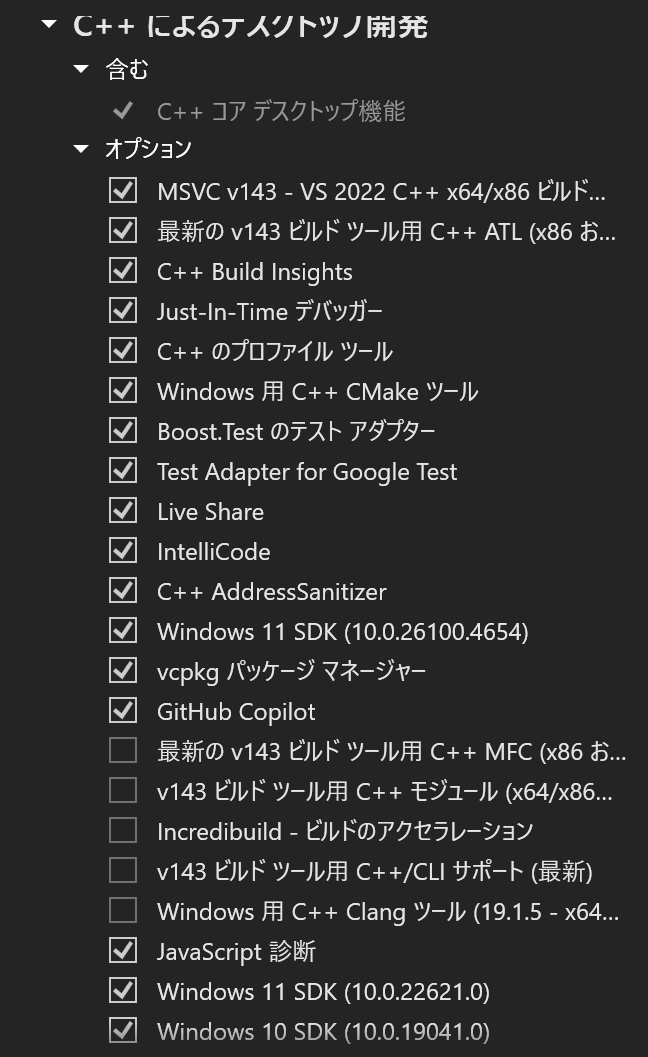 C++ によるデスクトップ開発
含む
C++ コア デスクトップ機能
オプション
MSVC v143 - VS 2022 C++ x64/x86 ビルド...
最新の v143 ビルド ツール用 C++ ATL (x86 お...
C++ Build Insights
Just-In-Time デバッガー
C++ のプロファイル ツール
Windows 用 C++ CMake ツール
Boost.Test のテスト アダプター
Test Adapter for Google Test
Live Share
IntelliCode
C++ AddressSanitizer
Windows 11 SDK (10.0.26100.4654)
vcpkg パッケージ マネージャー
GitHub Copilot
最新の v143 ビルド ツール用 C++ MFC (x86 お...
v143 ビルド ツール用 C++ モジュール (x64/x86...
Incredibuild - ビルドのアクセラレーション
v143 ビルド ツール用 C++/CLI サポート (最新)
Windows 用 C++ Clang ツール (19.1.5 - x64...
JavaScript 診断
Windows 11 SDK (10.0.22621.0)
Windows 10 SDK (10.0.19041.0)